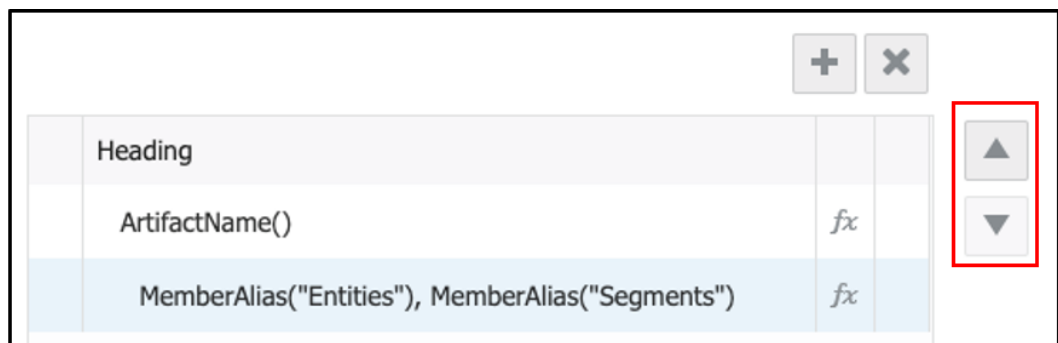 Heading
ArtifactName() fx
MemberAlias("Entities"), MemberAlias("Segments") fx